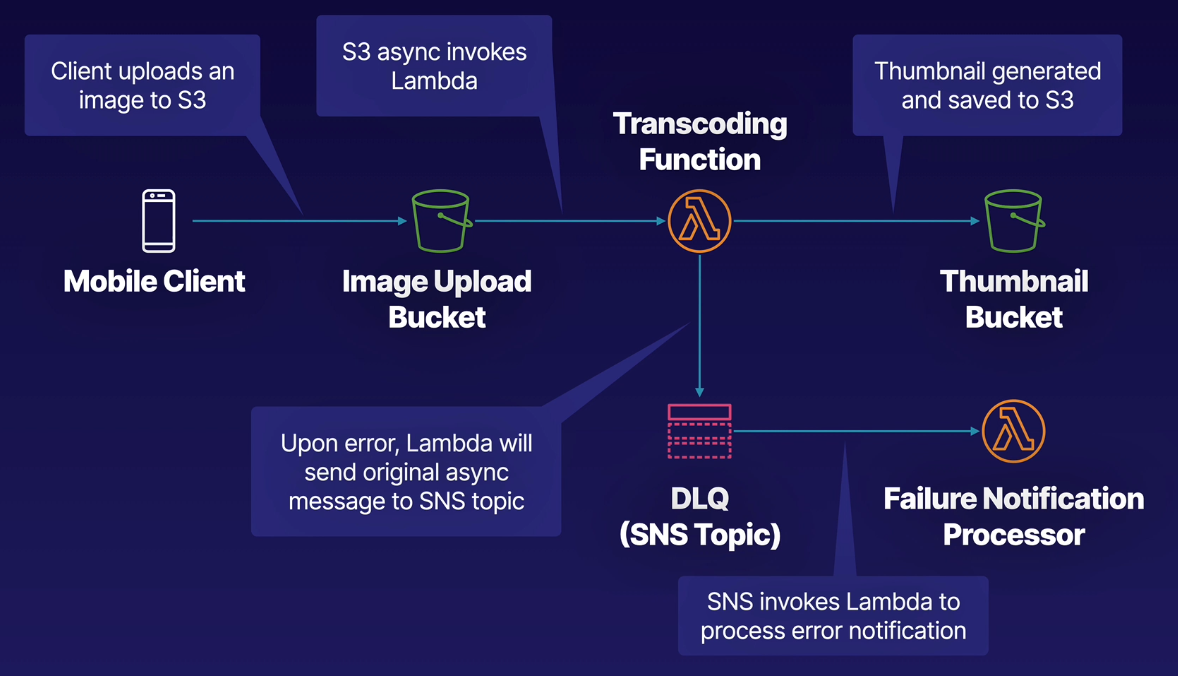 Client uploads an
image to S3
S3 async invokes
Lambda
Thumbnail generated
and saved to S3
Transcoding
Function
Mobile Client
Image Upload
Bucket
Thumbnail
Bucket
Upon error, Lambda will
send original async
message to SNS topic
DLQ
(SNS Topic)
Failure Notification
Processor
SNS invokes Lambda to
process error notification